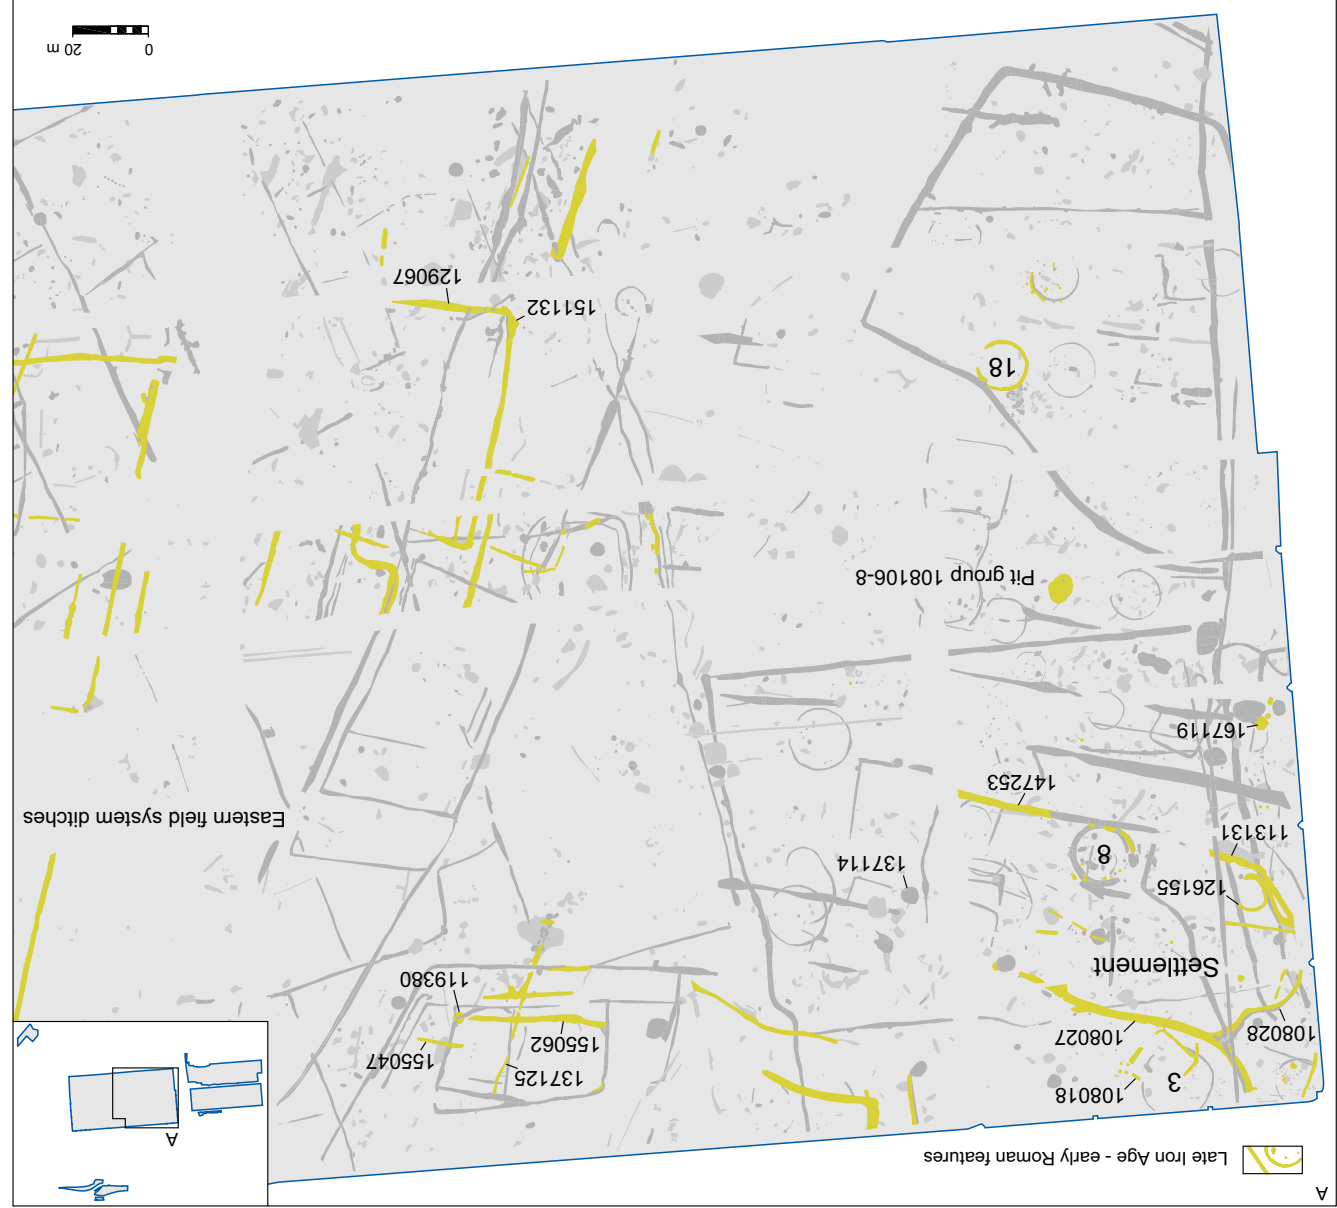 A
Late Iron Age - early Roman features
A
108018
3
137125
155047
155062
108028
108027
119380
Settlement
126155
137114
8
113131
Eastern field system ditches
147253
167119
Pit group 108106-8
18
151132
129067
0 20 m